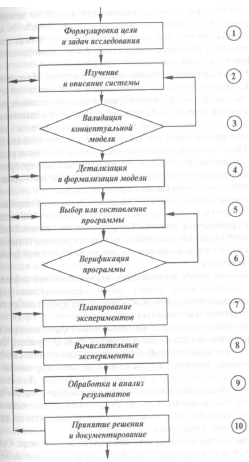 Формулировка цели
и задач исследования
1
Изучение
и описание системы
2
Валидация
концептуальной
модели
3
Детализация
и формализация модели
4
Выбор или составление
программы
5
Верификация
программы
6
Планирование
экспериментов
7
Вычислительные
эксперименты
8
Обработка и анализ
результатов
9
Принятие решения
и документирование
10